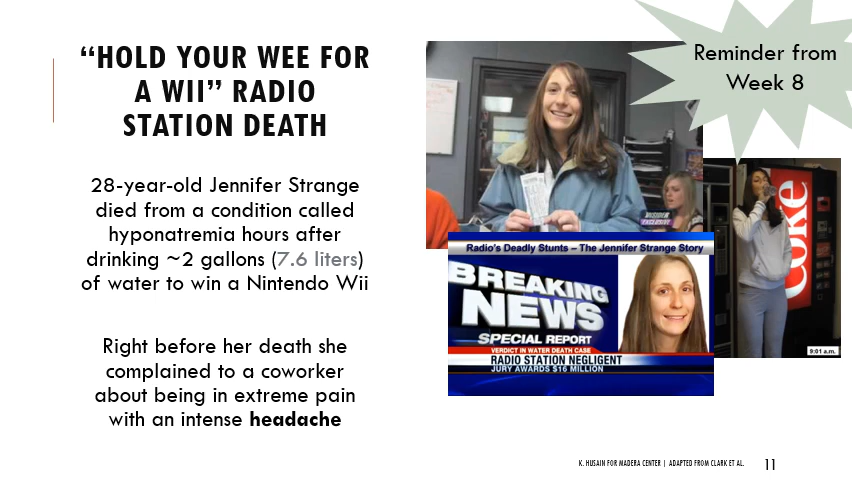 “HOLD YOUR WEE FOR
A WII” RADIO
STATION DEATH
28-year-old Jennifer Strange
died from a condition called
hyponatremia hours after
drinking ~2 gallons (7.6 liters)
of water to win a Nintendo Wii
Right before her death she
complained to a coworker
about being in extreme pain
with an intense headache
Reminder from
Week 8
INSIDER
EXCLUSIVE
COKE
9:01 a.m.
Radio's Deadly Stunts – The Jennifer Strange Story
BREAKING
NEWS
SPECIAL REPORT
VERDICT IN WATER DEATH CASE
RADIO STATION NEGLIGENT
JURY AWARDS $16 MILLION
K. HUSAIN FOR MADERA CENTER | ADAPTED FROM CLARK ET AL.
11